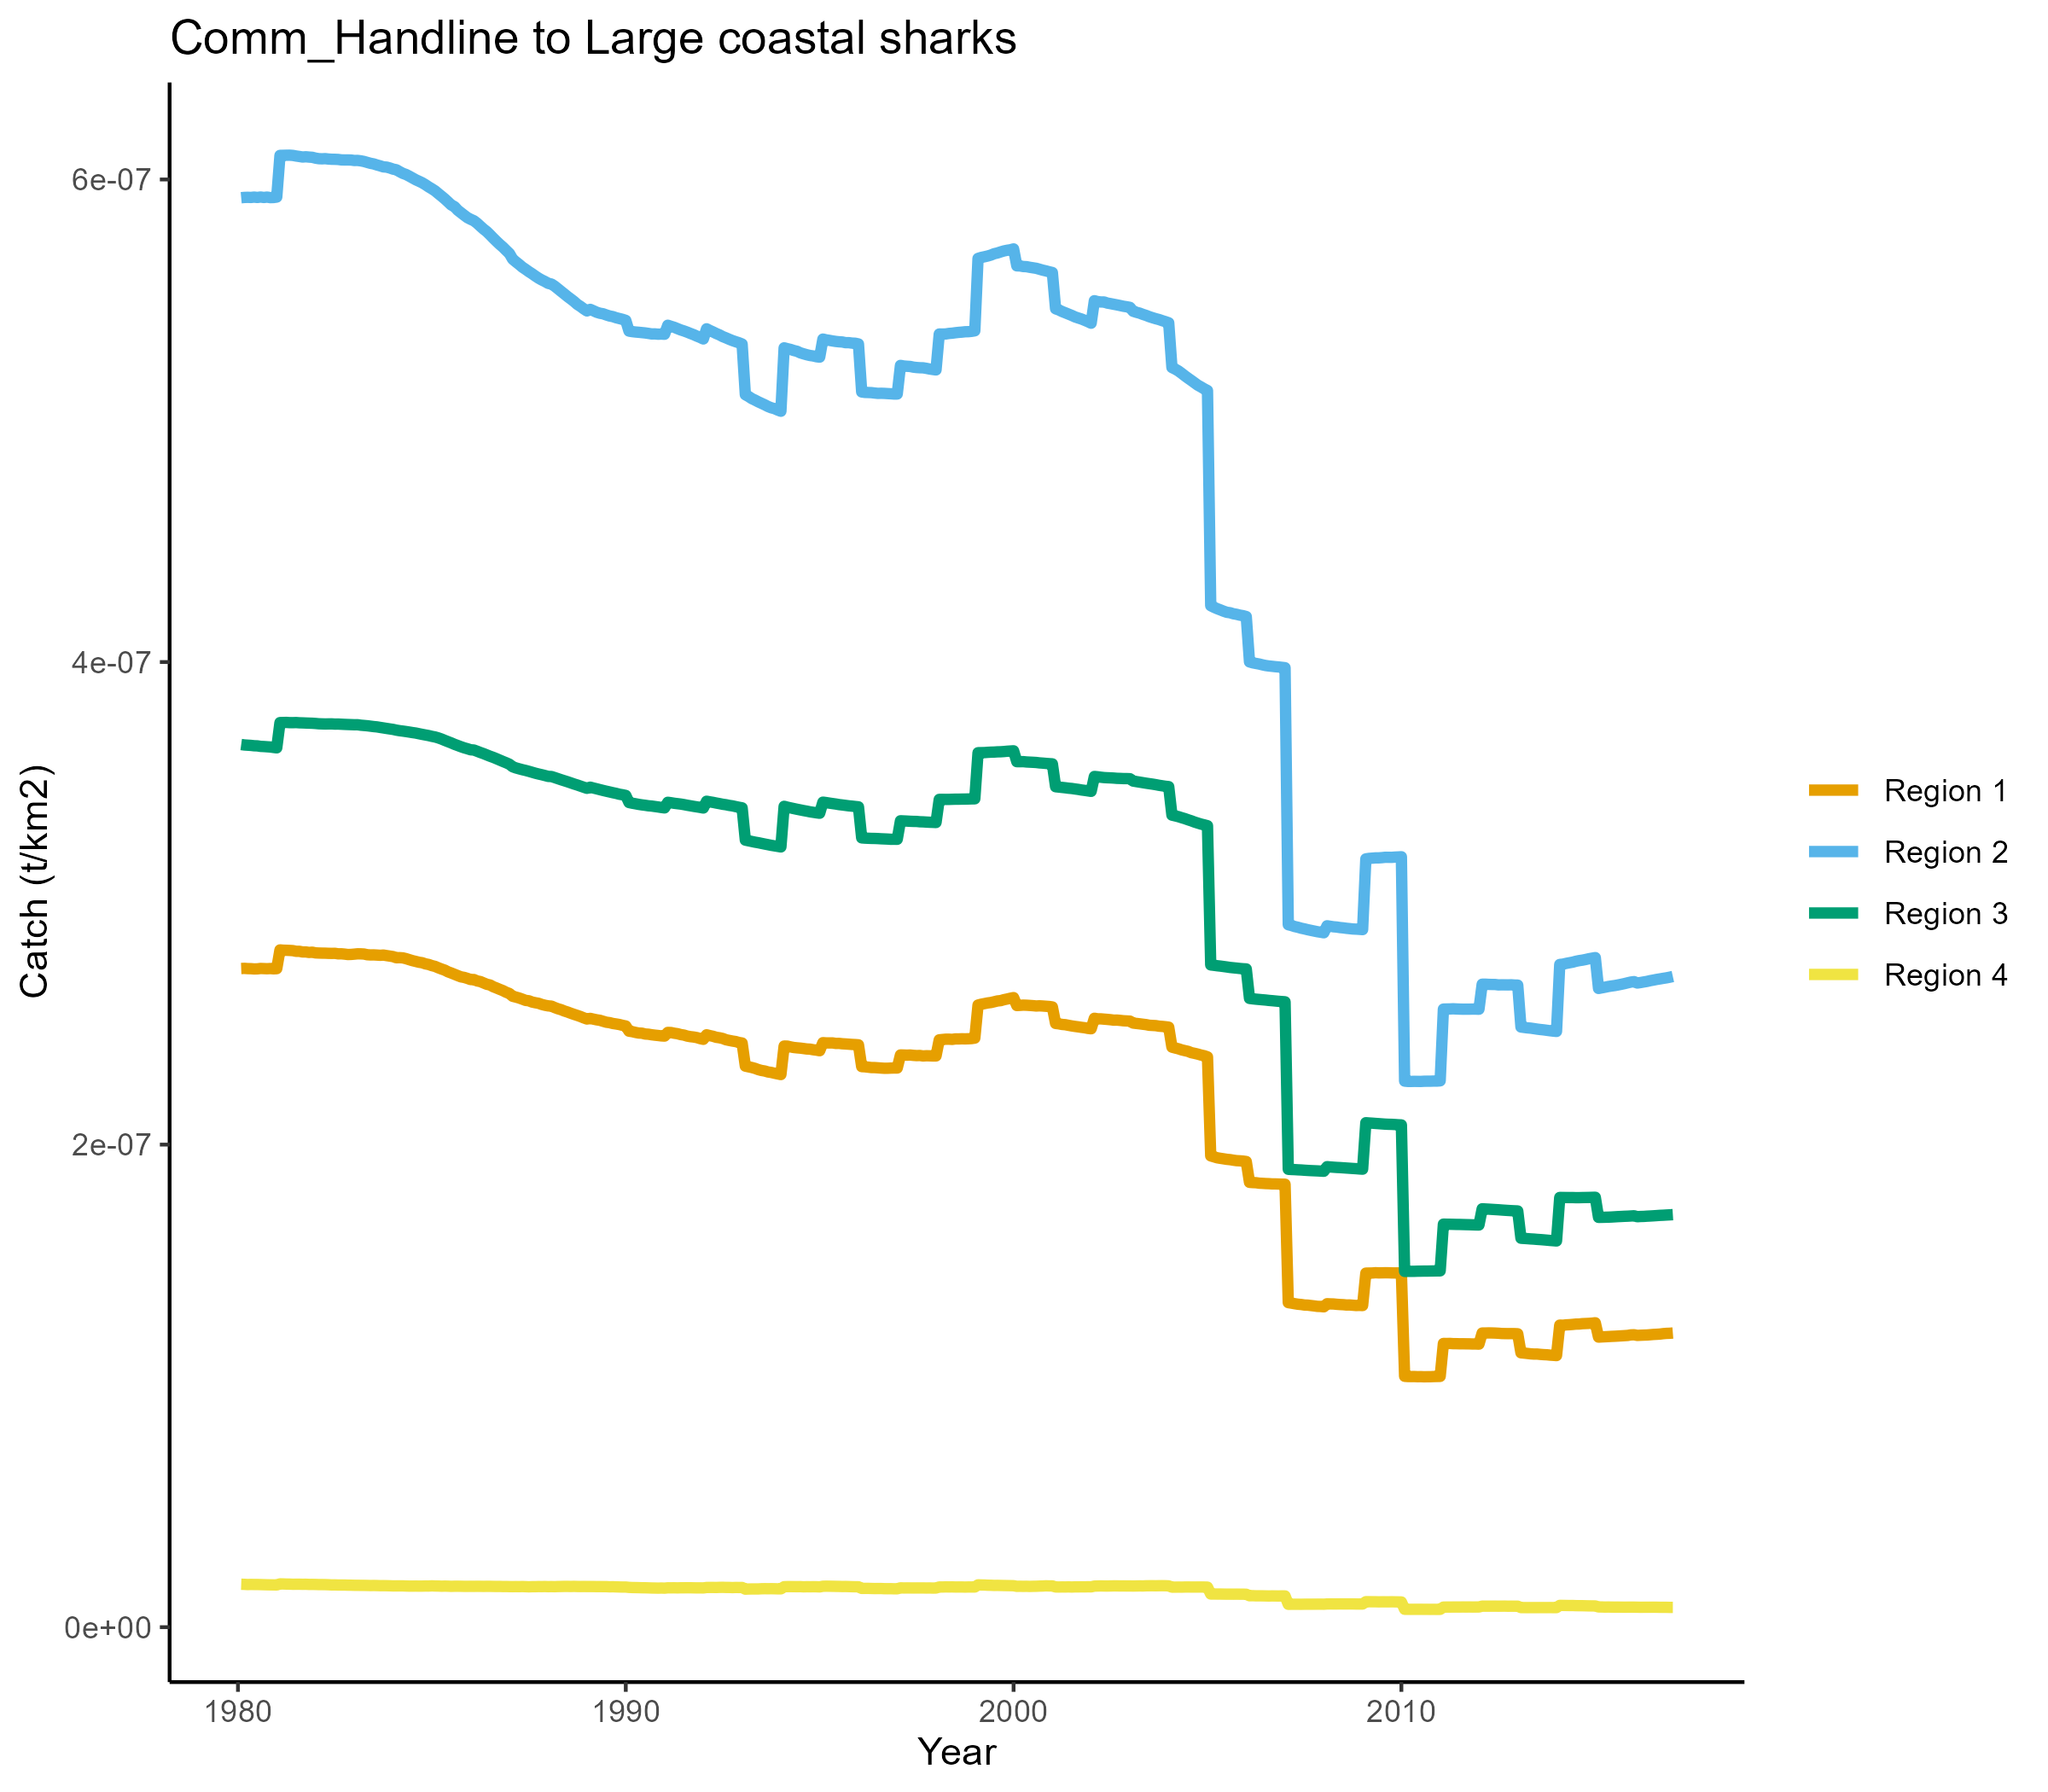 Comm_Handline to Large coastal sharks
6e-07
4e-07
2e-07
0e+00
Catch (t/km2)
1980
1990
2000
2010
Year
Region 1
Region 2
Region 3
Region 4